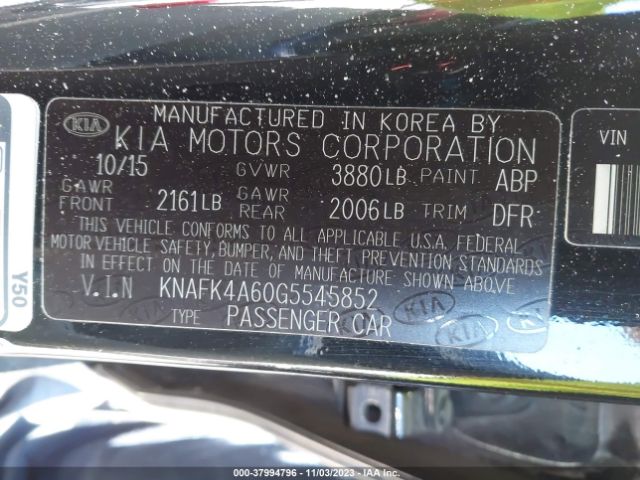 MANUFACTURED IN KOREA BY
KIA KIA MOTORS CORPORATION
10/15 GVWR 3880LB PAINT ABP
GAWR FRONT 2161LB GAWR REAR 2006LB TRIM DFR
THIS VEHICLE CONFORMS TO ALL APPLICABLE U.S.A. FEDERAL
MOTOR VEHICLE SAFETY, BUMPER, AND THEFT PREVENTION STANDARDS
IN EFFECT ON THE DATE OF MANUFACTURE SHOWN ABOVE.
V.I.N KNAFK4A60G5545852
TYPE PASSENGER CAR
VIN
Y50
000-37994796 - 11/03/2023 - IAA Inc.